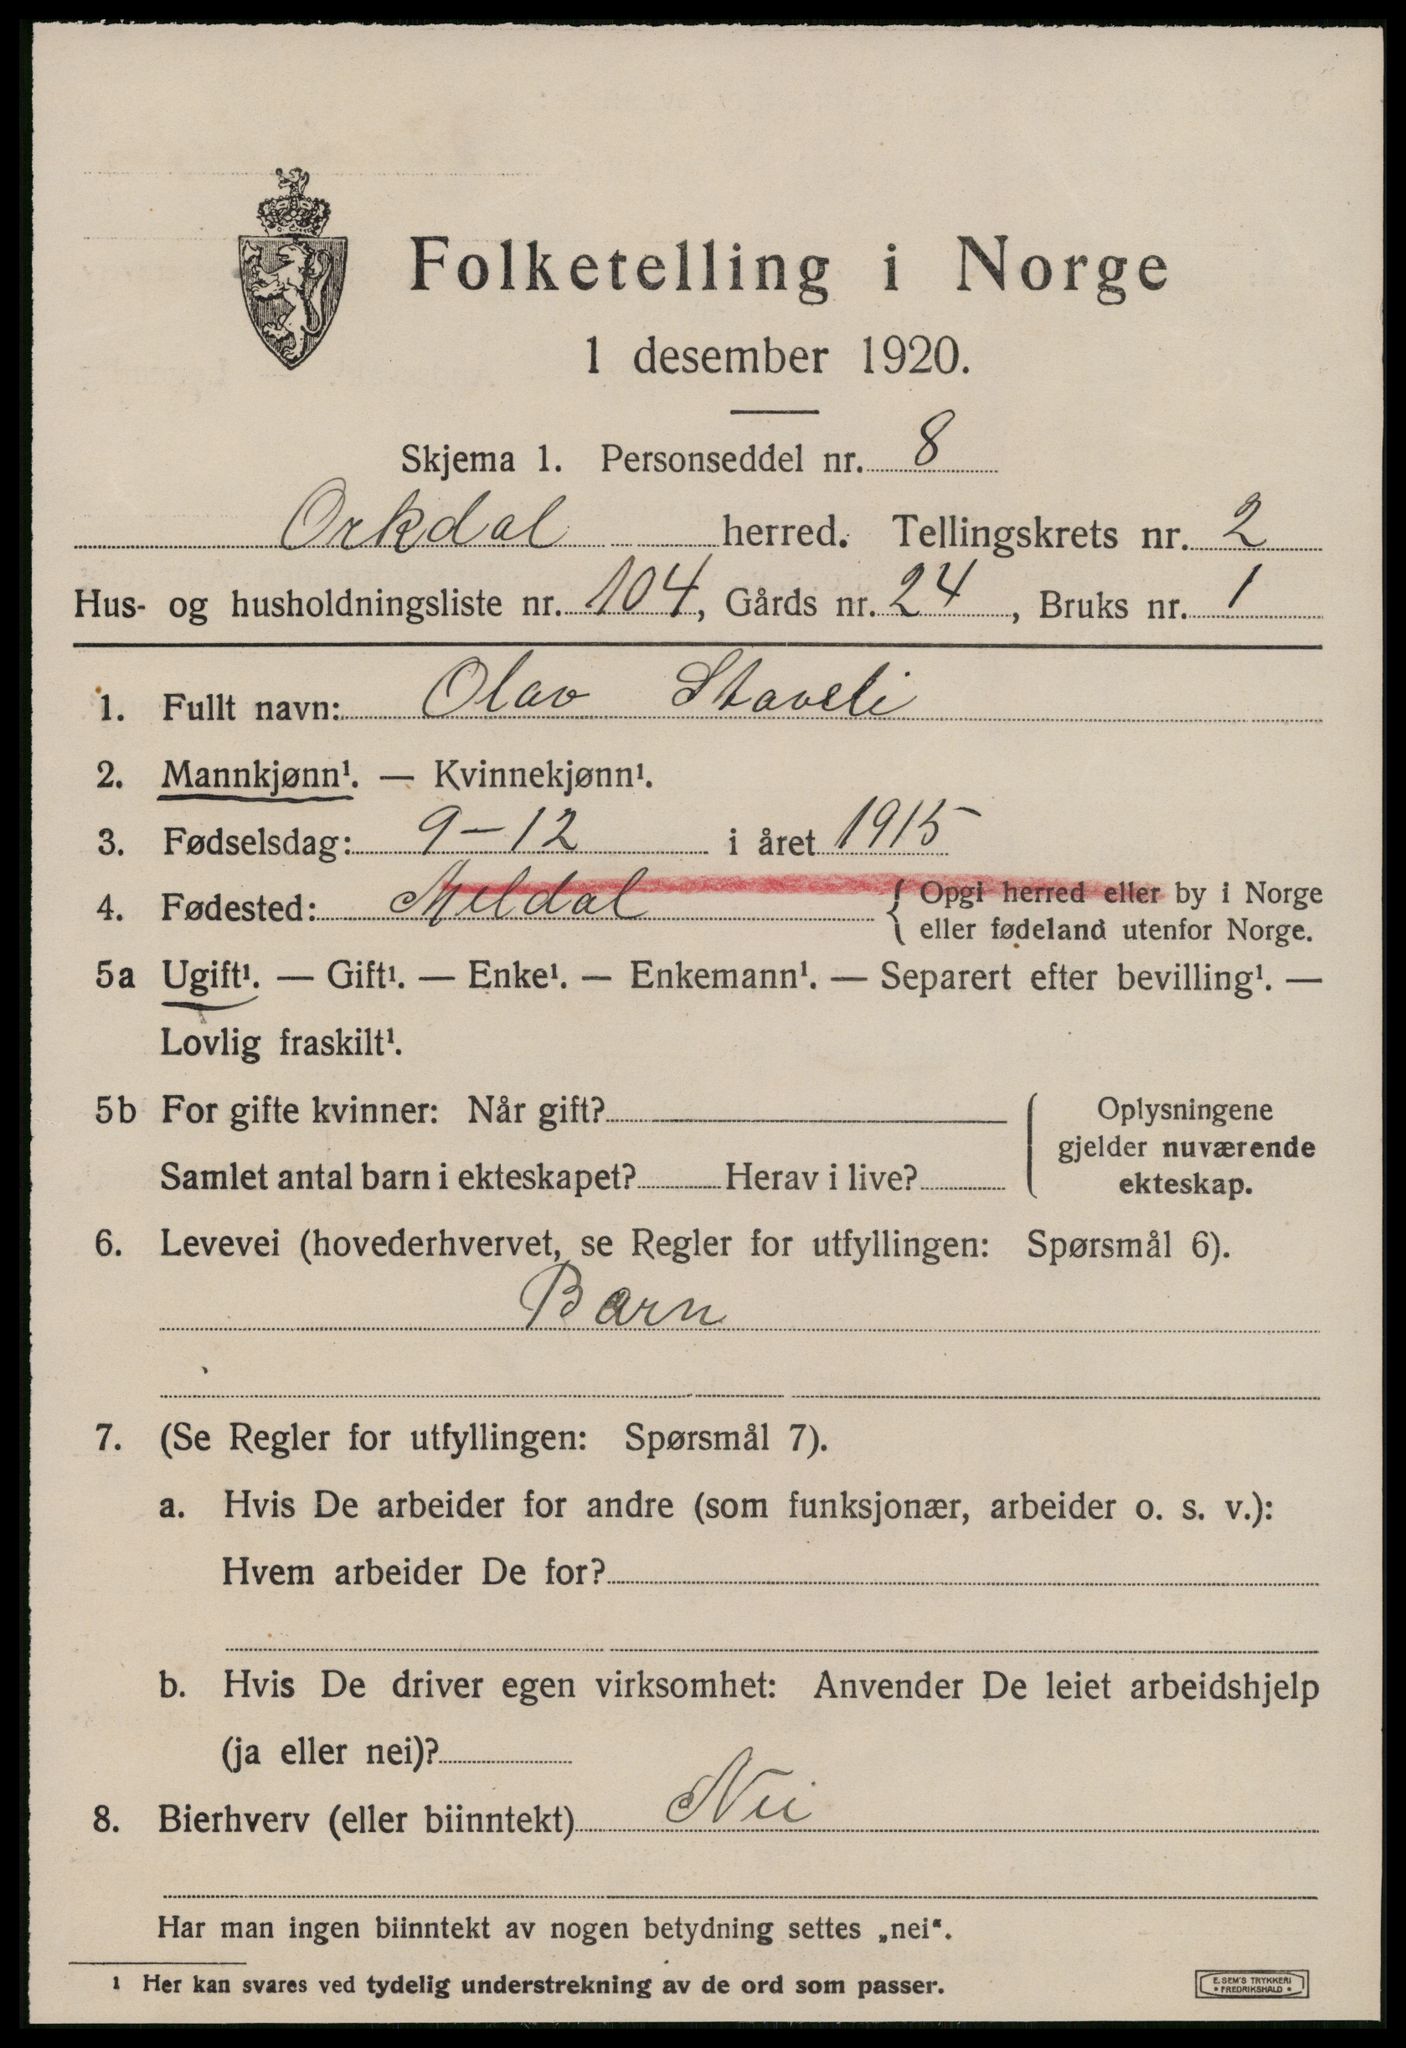 Folketelling i Norge
1 desember 1920.
Skjema 1. Personseddel nr. 8
Orkdal herred. Tellingskrets nr. 2
Hus- og husholdningsliste nr. 104, Gårds nr. 24, Bruks nr. 1
1. Fullt navn: Olav Staveli
2. Mannkjønn¹. — Kvinnekjønn¹.
3. Fødselsdag: 9-12 i året 1915
4. Fødested: Meldal { Opgi herred eller by i Norge
eller fødeland utenfor Norge.
5a Ugift¹. — Gift¹. — Enke¹. — Enkemann¹. — Separert efter bevilling¹. —
Lovlig fraskilt¹.
5b For gifte kvinner: Når gift?
Samlet antal barn i ekteskapet? Herav i live?
Oplysningene
gjelder nuværende
ekteskap.
6. Levevei (hovederhvervet, se Regler for utfyllingen: Spørsmål 6).
Barn
7. (Se Regler for utfyllingen: Spørsmål 7).
a. Hvis De arbeider for andre (som funksjonær, arbeider o. s. v.):
Hvem arbeider De for?
b. Hvis De driver egen virksomhet: Anvender De leiet arbeidshjelp
(ja eller nei)?
8. Bierhverv (eller biinntekt) Nei
Har man ingen biinntekt av nogen betydning settes „nei“.
1 Her kan svares ved tydelig understrekning av de ord som passer.
E. SEM'S TRYKKERI
• FREDRIKSHALD •